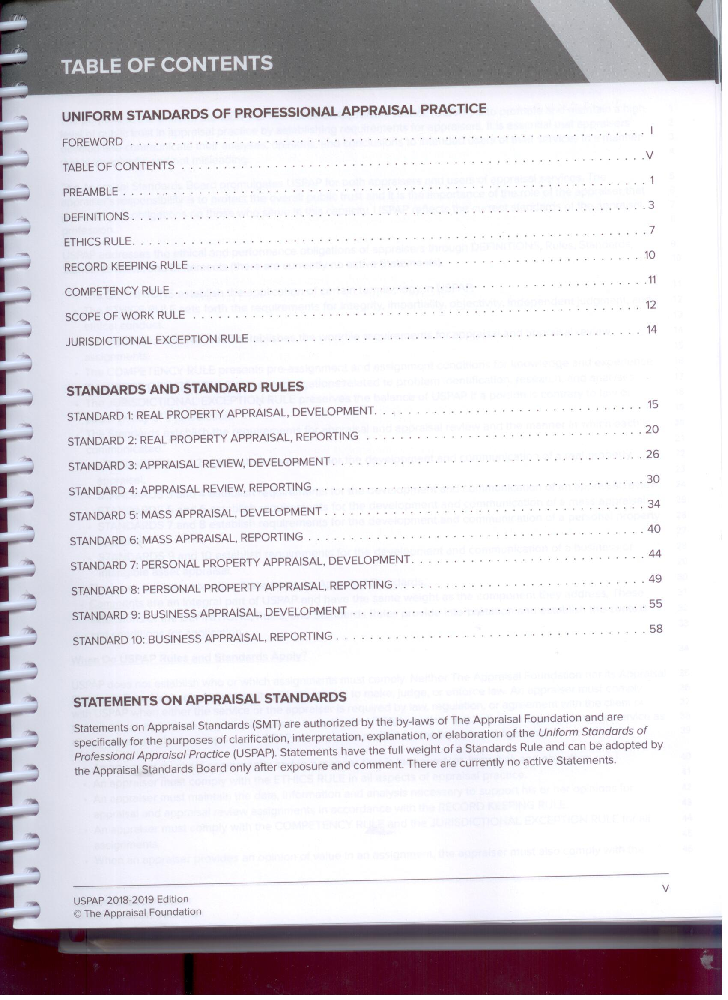 TABLE OF CONTENTS
UNIFORM STANDARDS OF PROFESSIONAL APPRAISAL PRACTICE
FOREWORD . . . . . . . . . . I
TABLE OF CONTENTS . . . . . . . . . . V
PREAMBLE . . . . . . . . . . 1
DEFINITIONS . . . . . . . . . . 3
ETHICS RULE . . . . . . . . . . 7
RECORD KEEPING RULE . . . . . . . . . . 10
COMPETENCY RULE . . . . . . . . . . 11
SCOPE OF WORK RULE . . . . . . . . . . 12
JURISDICTIONAL EXCEPTION RULE . . . . . . . . . . 14
STANDARDS AND STANDARD RULES
STANDARD 1: REAL PROPERTY APPRAISAL, DEVELOPMENT . . . . . . . . . . 15
STANDARD 2: REAL PROPERTY APPRAISAL, REPORTING . . . . . . . . . . 20
STANDARD 3: APPRAISAL REVIEW, DEVELOPMENT . . . . . . . . . . 26
STANDARD 4: APPRAISAL REVIEW, REPORTING . . . . . . . . . . 30
STANDARD 5: MASS APPRAISAL, DEVELOPMENT . . . . . . . . . . 34
STANDARD 6: MASS APPRAISAL, REPORTING . . . . . . . . . . 40
STANDARD 7: PERSONAL PROPERTY APPRAISAL, DEVELOPMENT . . . . . . . . . . 44
STANDARD 8: PERSONAL PROPERTY APPRAISAL, REPORTING . . . . . . . . . . 49
STANDARD 9: BUSINESS APPRAISAL, DEVELOPMENT . . . . . . . . . . 55
STANDARD 10: BUSINESS APPRAISAL, REPORTING . . . . . . . . . . 58
STATEMENTS ON APPRAISAL STANDARDS
Statements on Appraisal Standards (SMT) are authorized by the by-laws of The Appraisal Foundation and are
specifically for the purposes of clarification, interpretation, explanation, or elaboration of the Uniform Standards of
Professional Appraisal Practice (USPAP). Statements have the full weight of a Standards Rule and can be adopted by
the Appraisal Standards Board only after exposure and comment. There are currently no active Statements.
V
USPAP 2018-2019 Edition
© The Appraisal Foundation